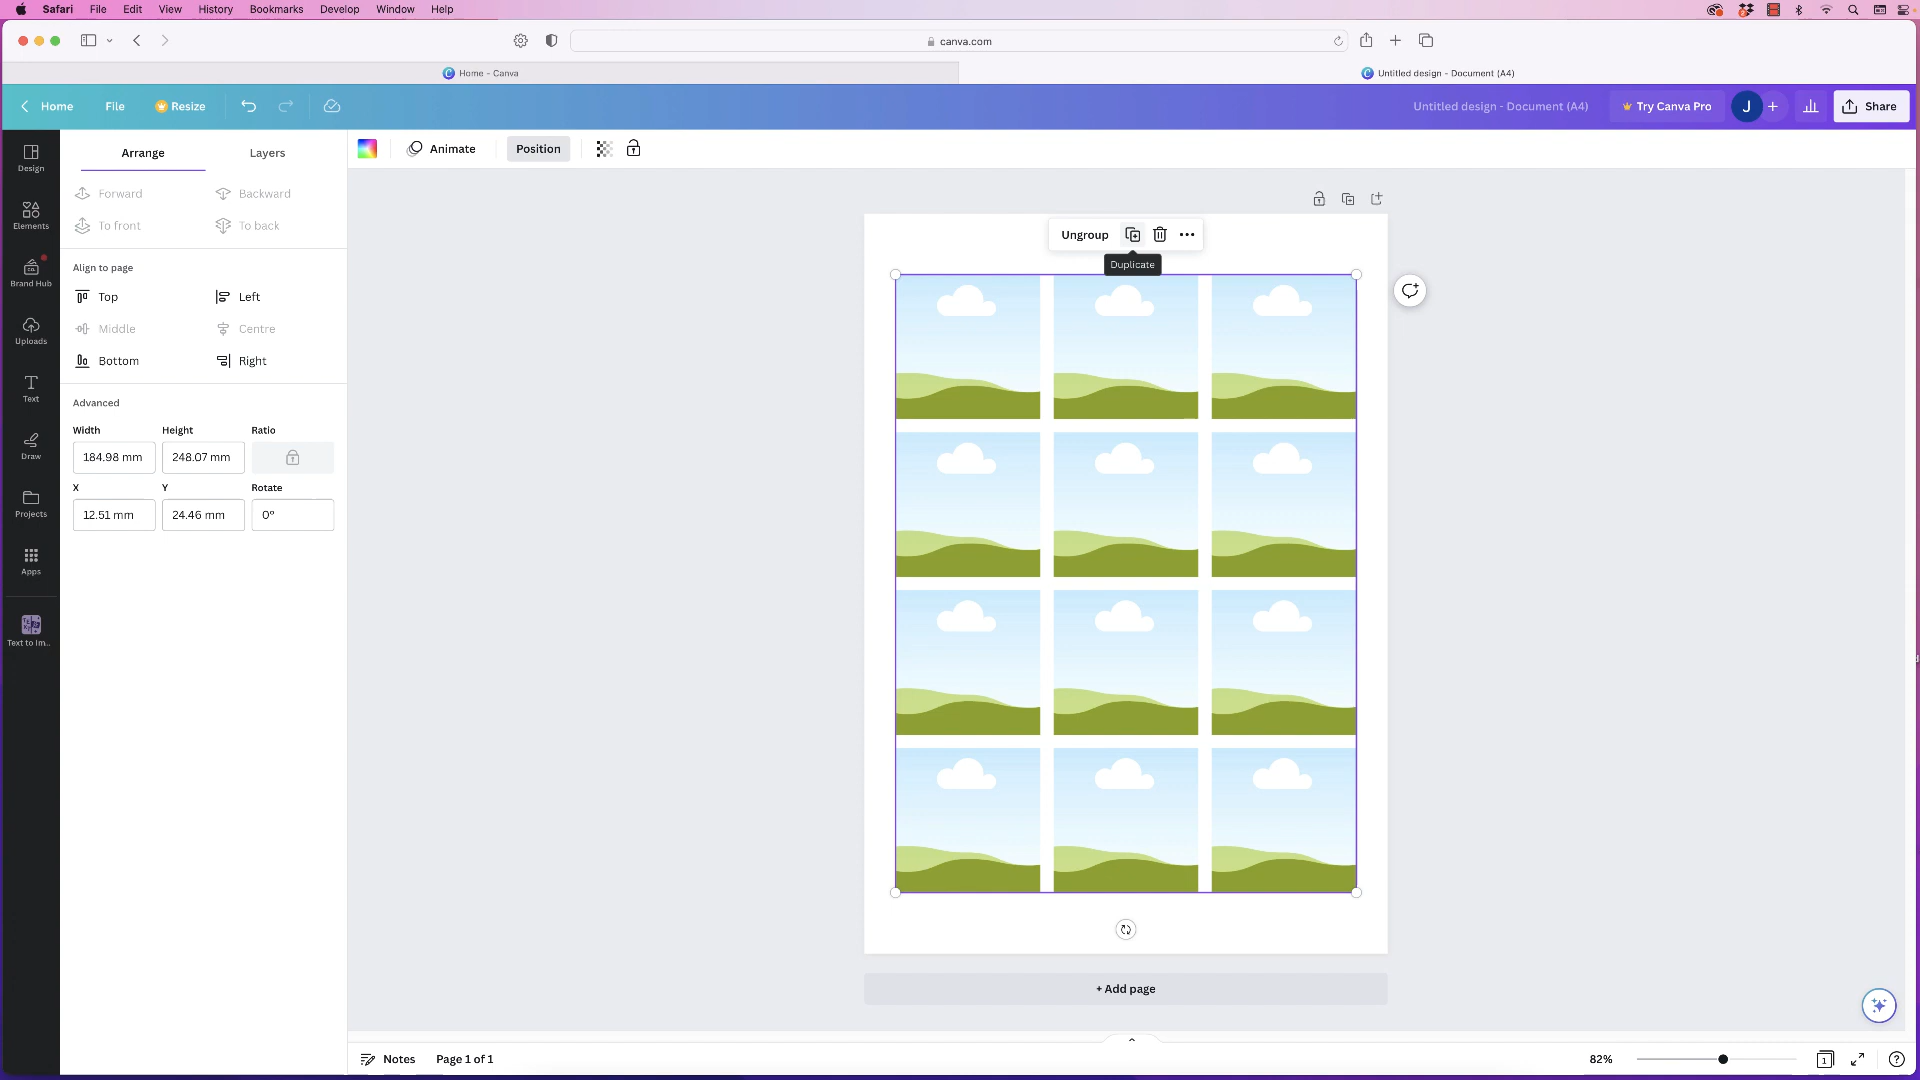 Safari File Edit View History Bookmarks Develop Window Help
canva.com
Home - Canva
Untitled design - Document (A4)
Home File Resize
Untitled design - Document (A4) Try Canva Pro J Share
Design
Elements
Brand Hub
Uploads
Text
Draw
Projects
Apps
Text to Im...
Arrange Layers
Forward Backward
To front To back
Align to page
Top Left
Middle Centre
Bottom Right
Advanced
Width Height Ratio
184.98 mm 248.07 mm
X Y Rotate
12.51 mm 24.46 mm 0°
Animate Position
Ungroup
Duplicate
+ Add page
Notes Page 1 of 1
82% 1